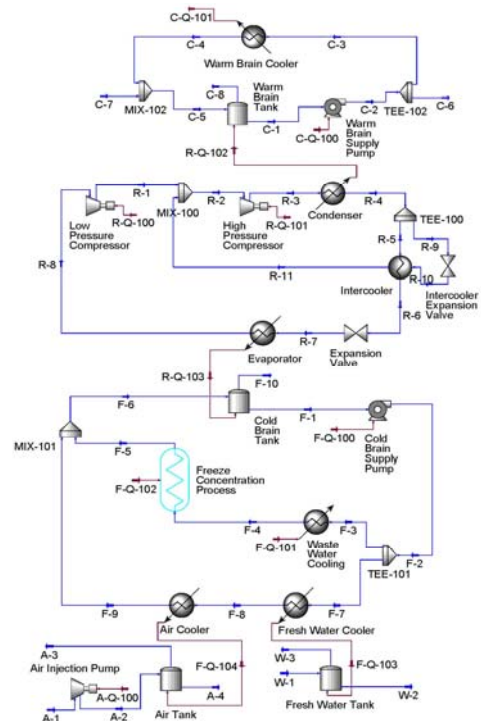 C-Q-101
C-4
C-3
Warm Brain Cooler
C-8
Warm
Brain
Tank
C-7
MIX-102
C-5
C-1
C-2
TEE-102
C-6
C-Q-100
Warm
Brain
Supply
Pump
R-Q-102
R-1
R-2
R-3
R-4
MIX-100
Condenser
TEE-100
Low
Pressure
Compressor
R-Q-100
High
Pressure
Compressor
R-Q-101
R-5
R-9
R-8
R-11
R-10
Intercooler
Intercooler
Expansion
Valve
R-6
Evaporator
R-7
Expansion
Valve
R-Q-103
F-10
F-6
Cold
Brain
Tank
F-1
F-Q-100
Cold
Brain
Supply
Pump
MIX-101
F-5
Freeze
Concentration
Process
F-Q-102
F-4
F-3
F-Q-101
Waste
Water
Cooling
TEE-101
F-2
F-9
F-8
F-7
Air Cooler
Fresh Water Cooler
A-3
Air Injection Pump
F-Q-104
W-3
F-Q-103
A-Q-100
W-1
A-4
W-2
A-1
A-2
Air Tank
Fresh Water Tank